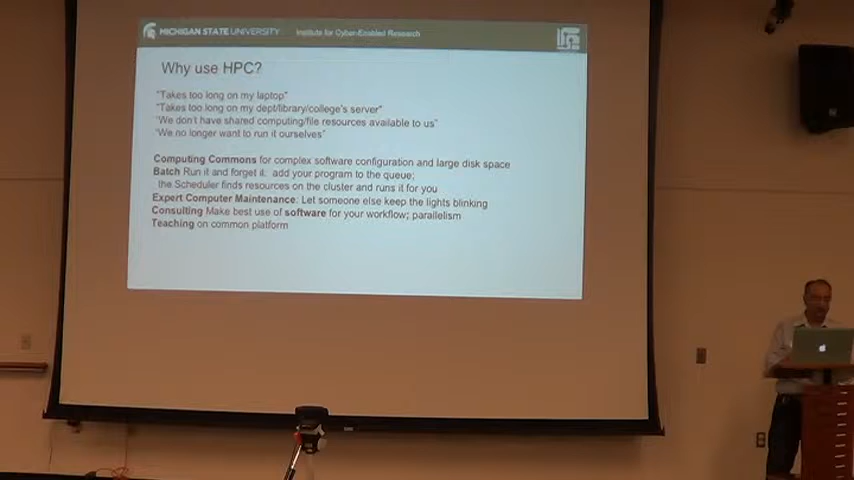 MICHIGAN STATE UNIVERSITY Institute for Cyber-Enabled Research
Why use HPC?
"Takes too long on my laptop"
"Takes too long on my dept/library/college's server"
"We don't have shared computing/file resources available to us"
"We no longer want to run it ourselves"
Computing Commons for complex software configuration and large disk space
Batch Run it and forget it: add your program to the queue;
the Scheduler finds resources on the cluster and runs it for you
Expert Computer Maintenance: Let someone else keep the lights blinking
Consulting Make best use of software for your workflow; parallelism
Teaching on common platform